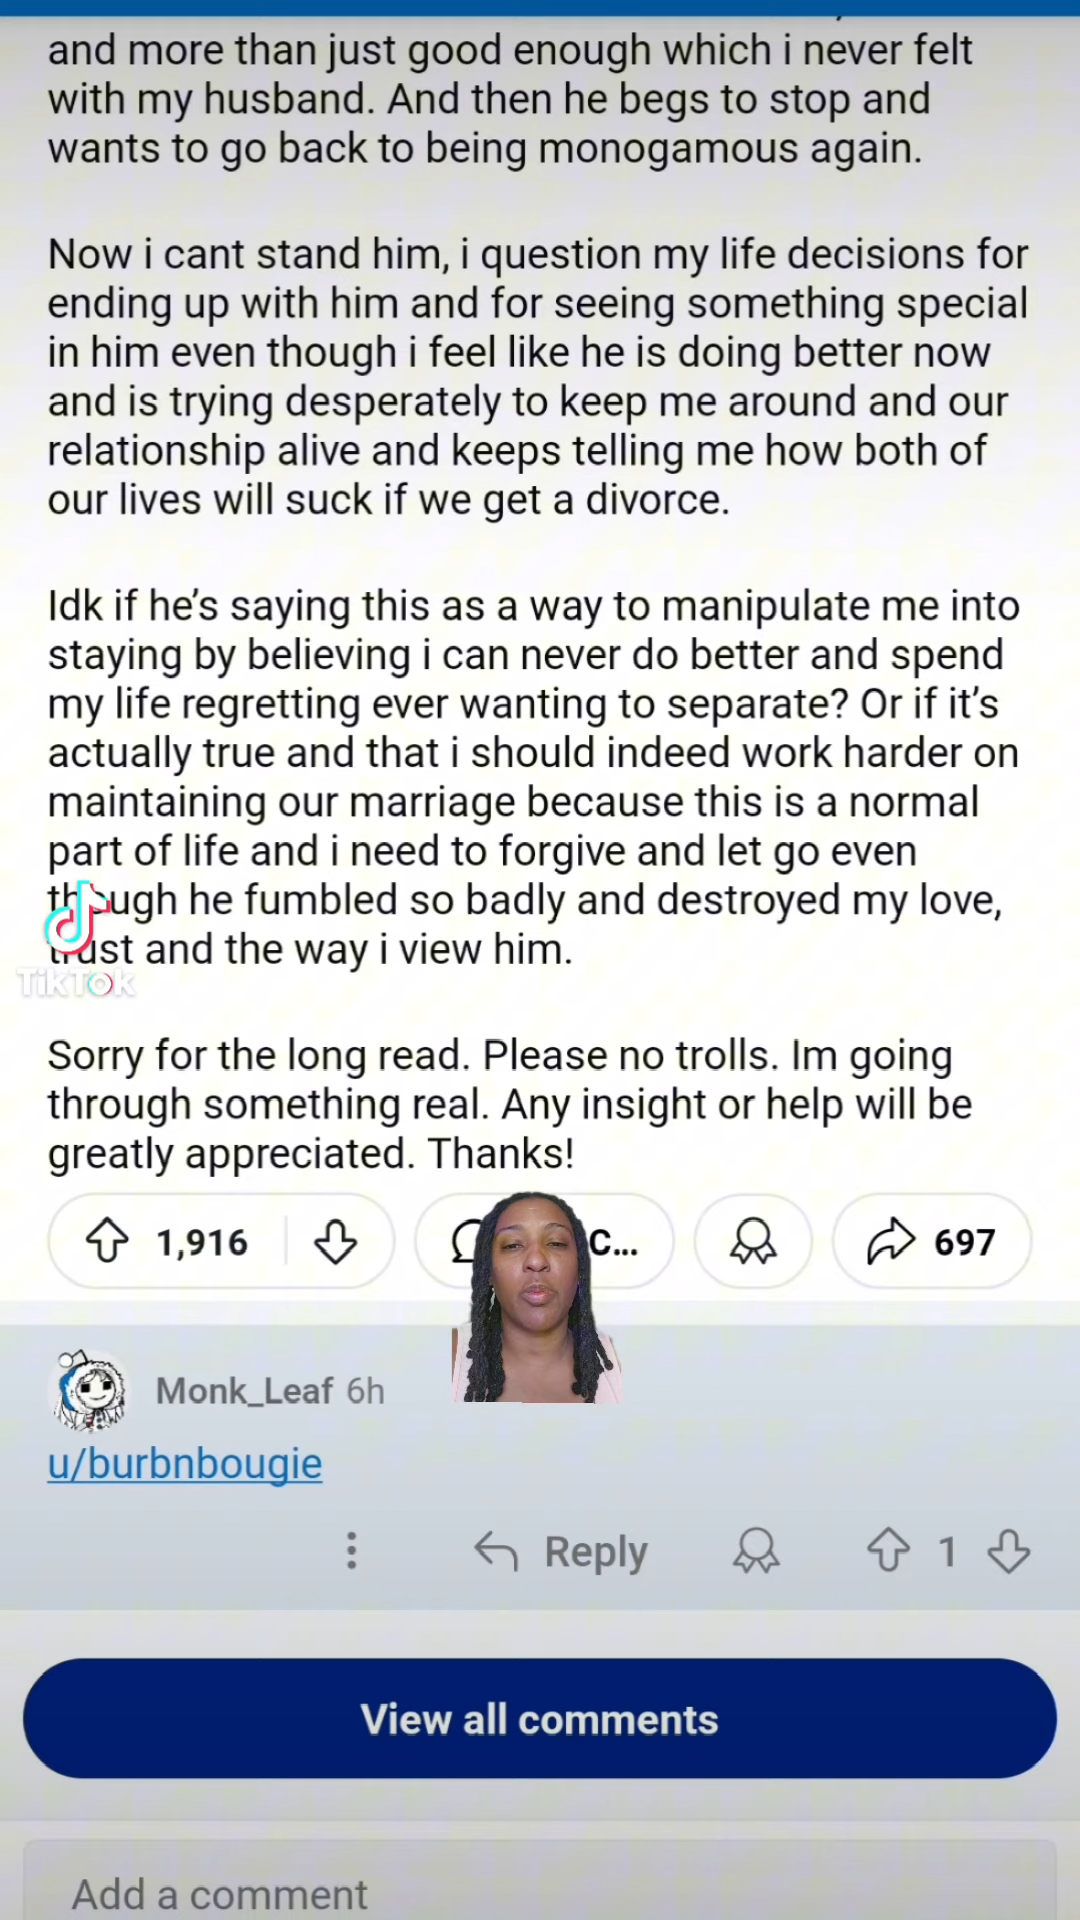 and more than just good enough which i never felt
with my husband. And then he begs to stop and
wants to go back to being monogamous again.
Now i cant stand him, i question my life decisions for
ending up with him and for seeing something special
in him even though i feel like he is doing better now
and is trying desperately to keep me around and our
relationship alive and keeps telling me how both of
our lives will suck if we get a divorce.
Idk if he's saying this as a way to manipulate me into
staying by believing i can never do better and spend
my life regretting ever wanting to separate? Or if it's
actually true and that i should indeed work harder on
maintaining our marriage because this is a normal
part of life and i need to forgive and let go even
though he fumbled so badly and destroyed my love,
trust and the way i view him.
TikTok
Sorry for the long read. Please no trolls. Im going
through something real. Any insight or help will be
greatly appreciated. Thanks!
1,916 C... 697
Monk_Leaf 6h
u/burbnbougie
Reply 1
View all comments
Add a comment